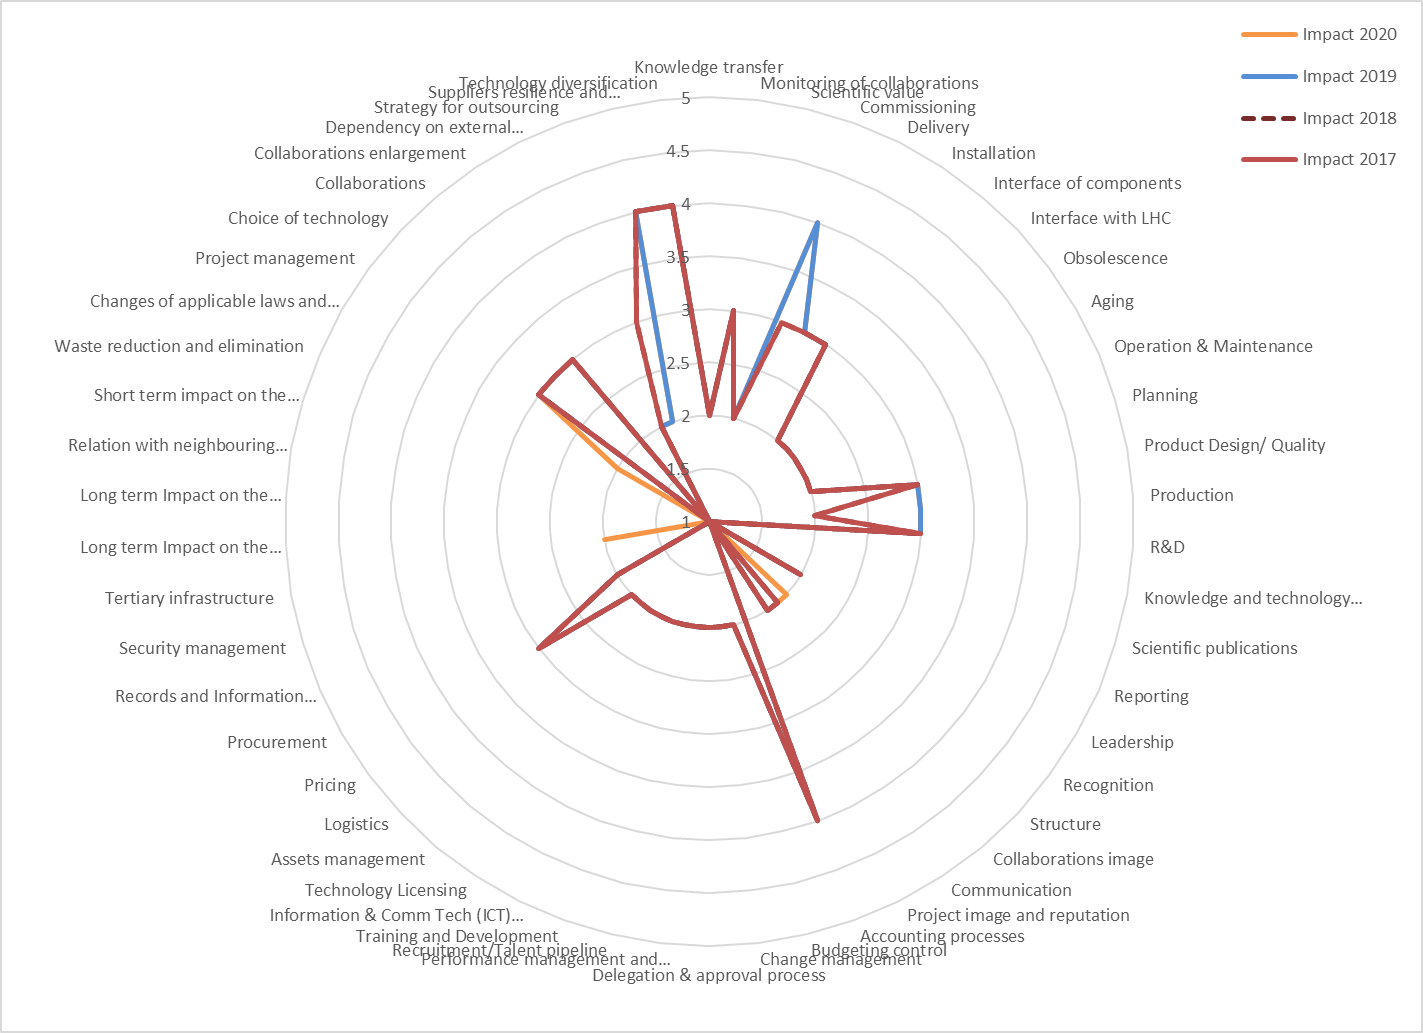 Impact 2020
Impact 2019
Impact 2018
Impact 2017
Knowledge transfer
Monitoring of collaborations
Scientific value
Commissioning
Delivery
Installation
Interface of components
Interface with LHC
Obsolescence
Aging
Operation & Maintenance
Planning
Product Design/ Quality
Production
R&D
Knowledge and technology...
Scientific publications
Reporting
Leadership
Recognition
Structure
Collaborations image
Communication
Project image and reputation
Accounting processes
Budgeting control
Change management
Delegation & approval process
Performance management and...
Recruitment/Talent pipeline
Training and Development
Information & Comm Tech (ICT)...
Technology Licensing
Assets management
Logistics
Pricing
Procurement
Records and Information...
Security management
Tertiary infrastructure
Long term Impact on the...
Long term Impact on the...
Relation with neighbouring...
Short term impact on the...
Waste reduction and elimination
Changes of applicable laws and...
Project management
Choice of technology
Collaborations
Collaborations enlargement
Dependency on external...
Strategy for outsourcing
Suppliers resilience and...
Technology diversification
5
4.5
4
3.5
3
2.5
2
1.5
1